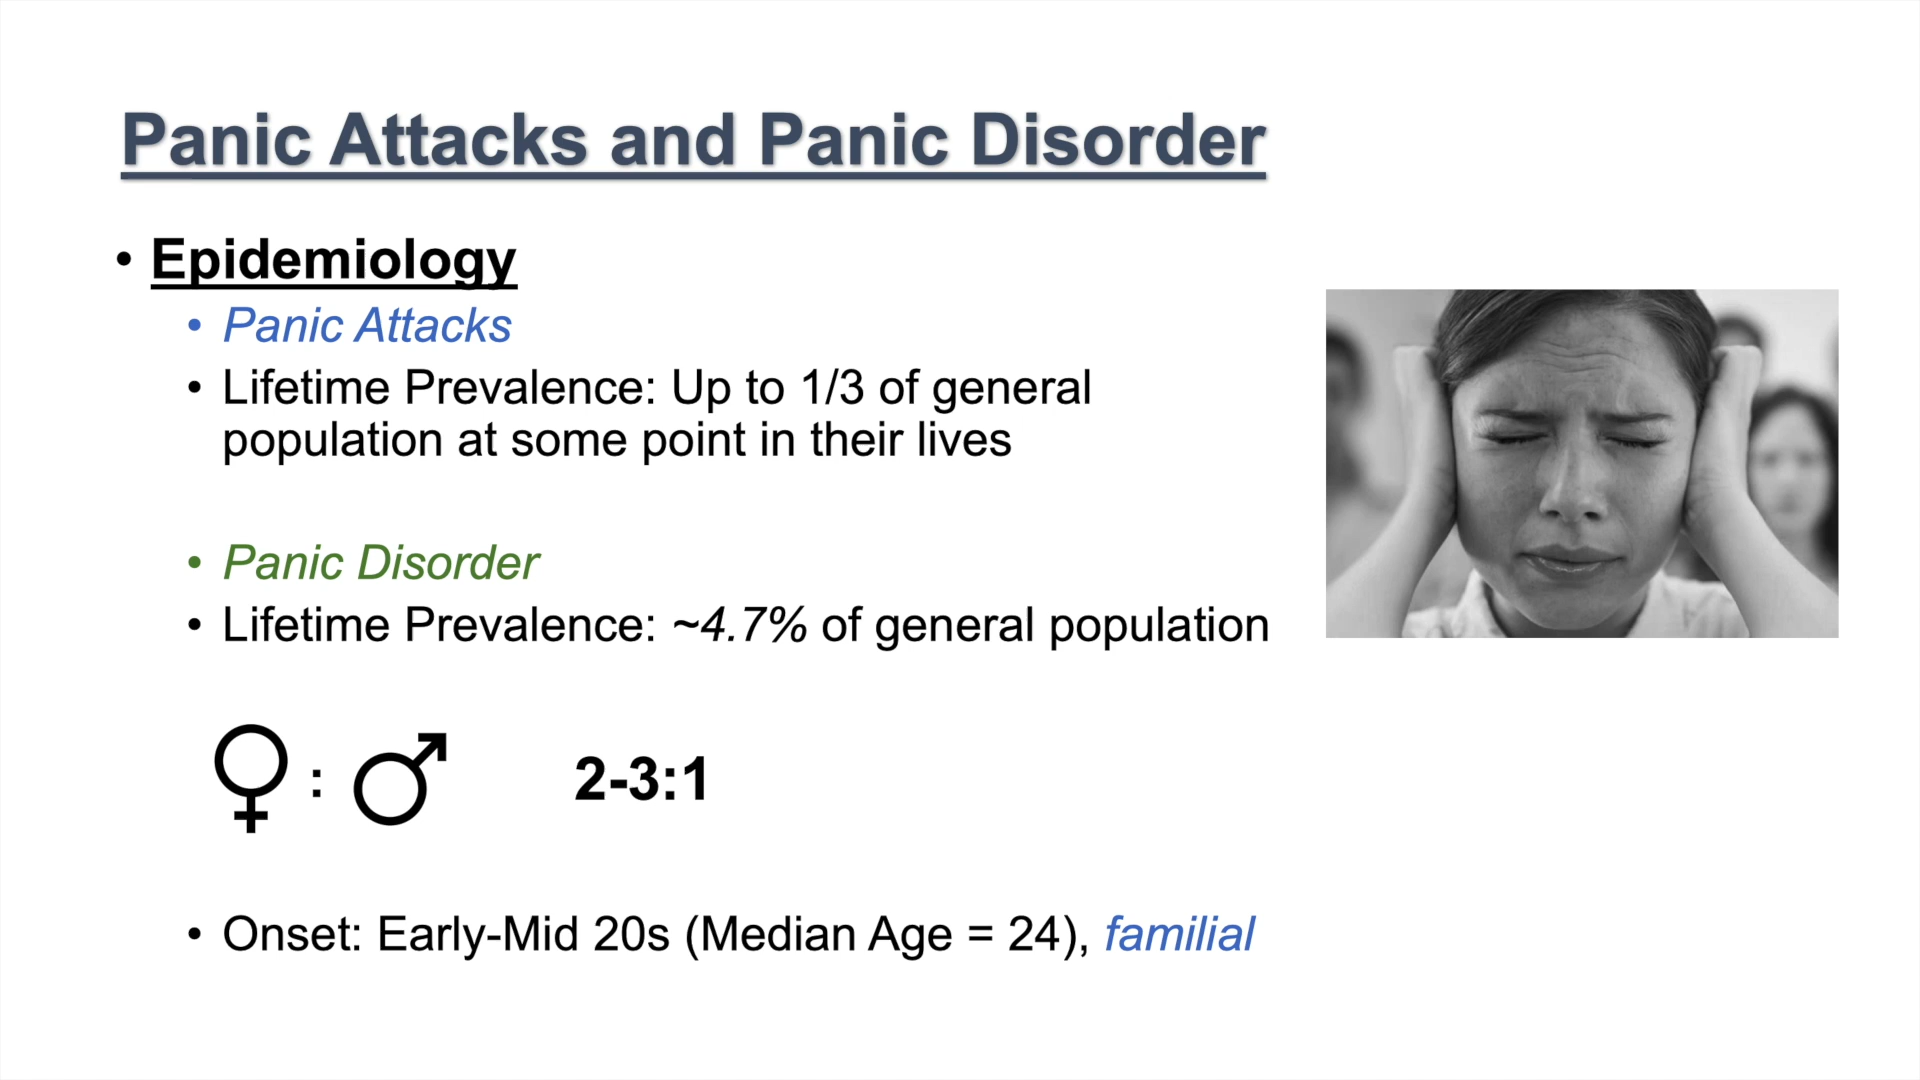 Panic Attacks and Panic Disorder
• Epidemiology
• Panic Attacks
• Lifetime Prevalence: Up to 1/3 of general
population at some point in their lives
• Panic Disorder
• Lifetime Prevalence: ~4.7% of general population
♀ : ♂ 2-3:1
• Onset: Early-Mid 20s (Median Age = 24), familial